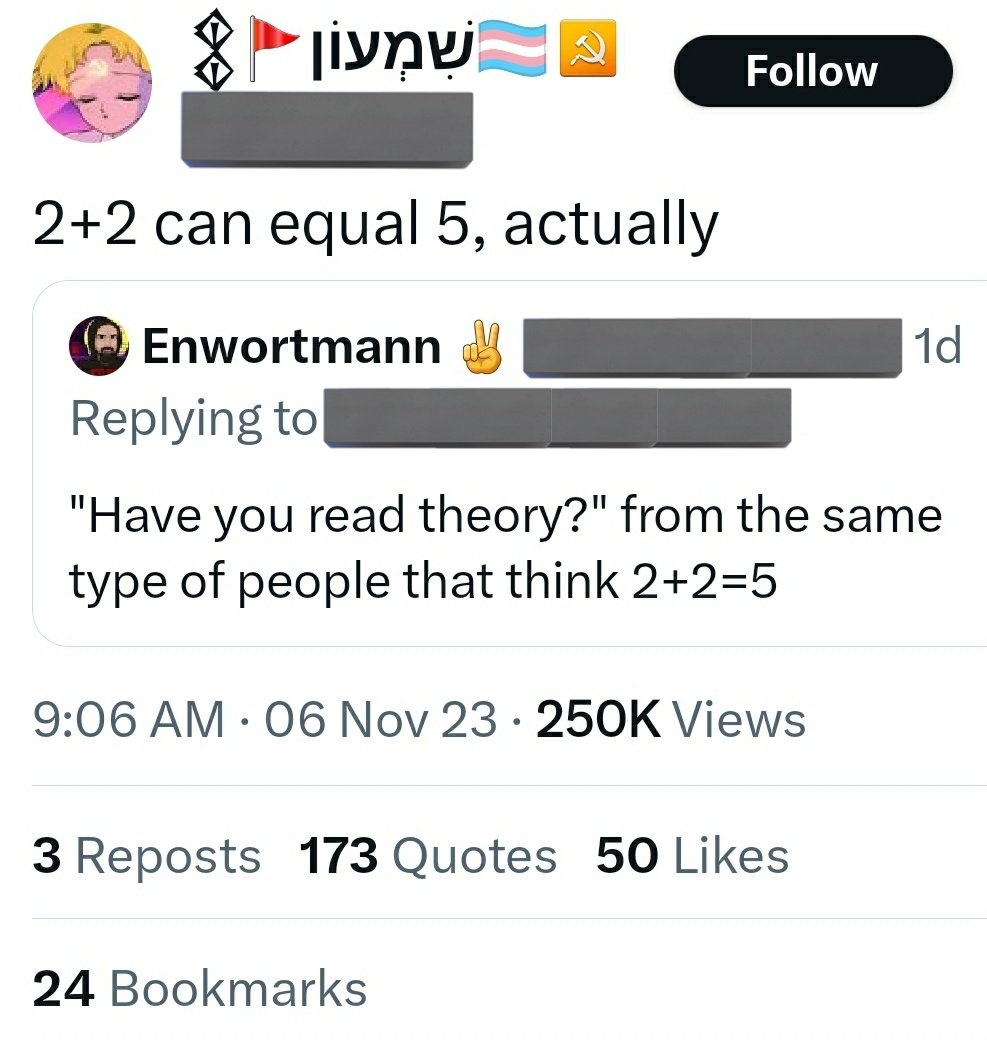 🚩שִׁמְעוֹן🏳️‍⚧️☭
Follow
2+2 can equal 5, actually
Enwortmann ✌️ 1d
Replying to
"Have you read theory?" from the same
type of people that think 2+2=5
9:06 AM · 06 Nov 23 · 250K Views
3 Reposts 173 Quotes 50 Likes
24 Bookmarks